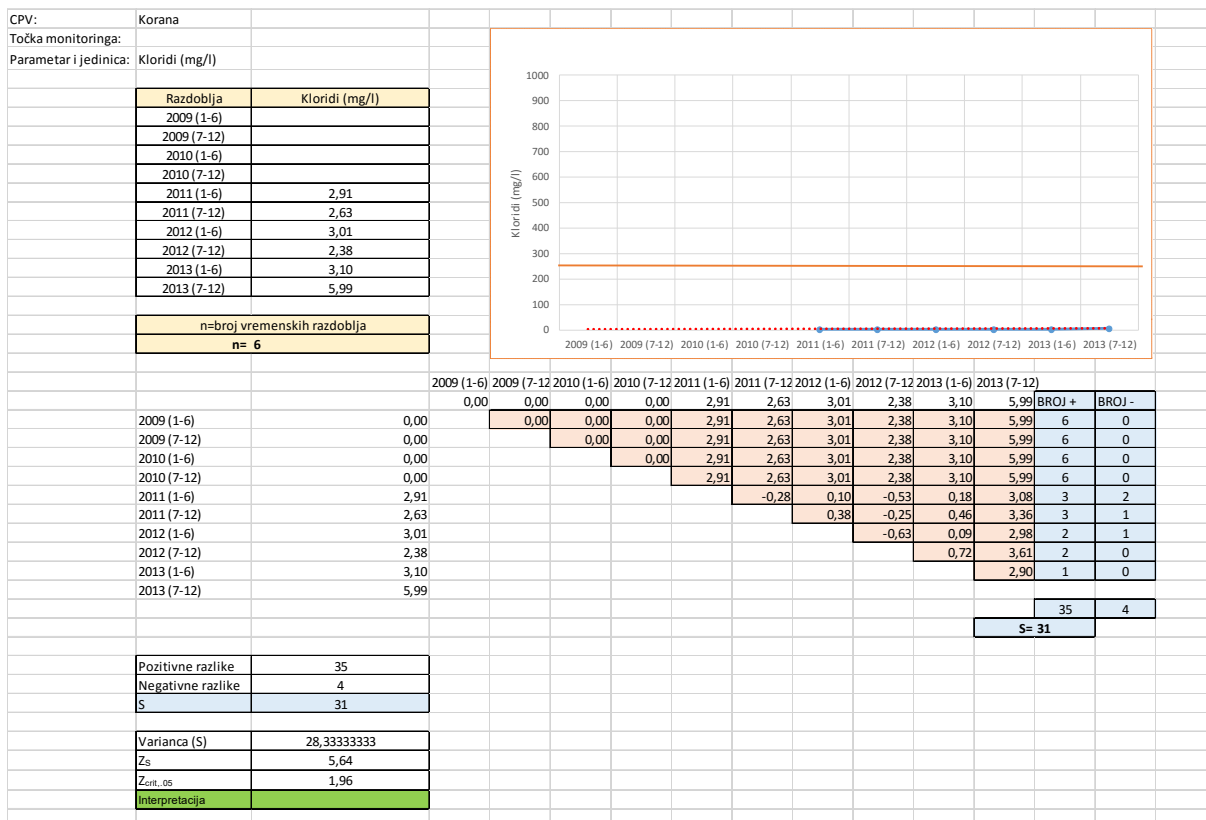 CPV: Korana
Točka monitoringa:
Parametar i jedinica: Kloridi (mg/l)
Razdoblja Kloridi (mg/l)
2009 (1-6)
2009 (7-12)
2010 (1-6)
2010 (7-12)
2011 (1-6) 2,91
2011 (7-12) 2,63
2012 (1-6) 3,01
2012 (7-12) 2,38
2013 (1-6) 3,10
2013 (7-12) 5,99
n=broj vremenskih razdoblja
n= 6
Kloridi (mg/l)
1000
900
800
700
600
500
400
300
200
100
0
2009 (1-6) 2009 (7-12) 2010 (1-6) 2010 (7-12) 2011 (1-6) 2011 (7-12) 2012 (1-6) 2012 (7-12) 2013 (1-6) 2013 (7-12)
2009 (1-6) 2009 (7-12 2010 (1-6) 2010 (7-12 2011 (1-6) 2011 (7-12 2012 (1-6) 2012 (7-12 2013 (1-6) 2013 (7-12)
0,00 0,00 0,00 0,00 2,91 2,63 3,01 2,38 3,10 5,99 BROJ + BROJ -
2009 (1-6) 0,00 0,00 0,00 0,00 2,91 2,63 3,01 2,38 3,10 5,99 6 0
2009 (7-12) 0,00 0,00 0,00 2,91 2,63 3,01 2,38 3,10 5,99 6 0
2010 (1-6) 0,00 0,00 2,91 2,63 3,01 2,38 3,10 5,99 6 0
2010 (7-12) 0,00 2,91 2,63 3,01 2,38 3,10 5,99 6 0
2011 (1-6) 2,91 -0,28 0,10 -0,53 0,18 3,08 3 2
2011 (7-12) 2,63 0,38 -0,25 0,46 3,36 3 1
2012 (1-6) 3,01 -0,63 0,09 2,98 2 1
2012 (7-12) 2,38 0,72 3,61 2 0
2013 (1-6) 3,10 2,90 1 0
2013 (7-12) 5,99
35 4
S= 31
Pozitivne razlike 35
Negativne razlike 4
S 31
Varianca (S) 28,33333333
Zs 5,64
Zcrit,.05 1,96
Interpretacija